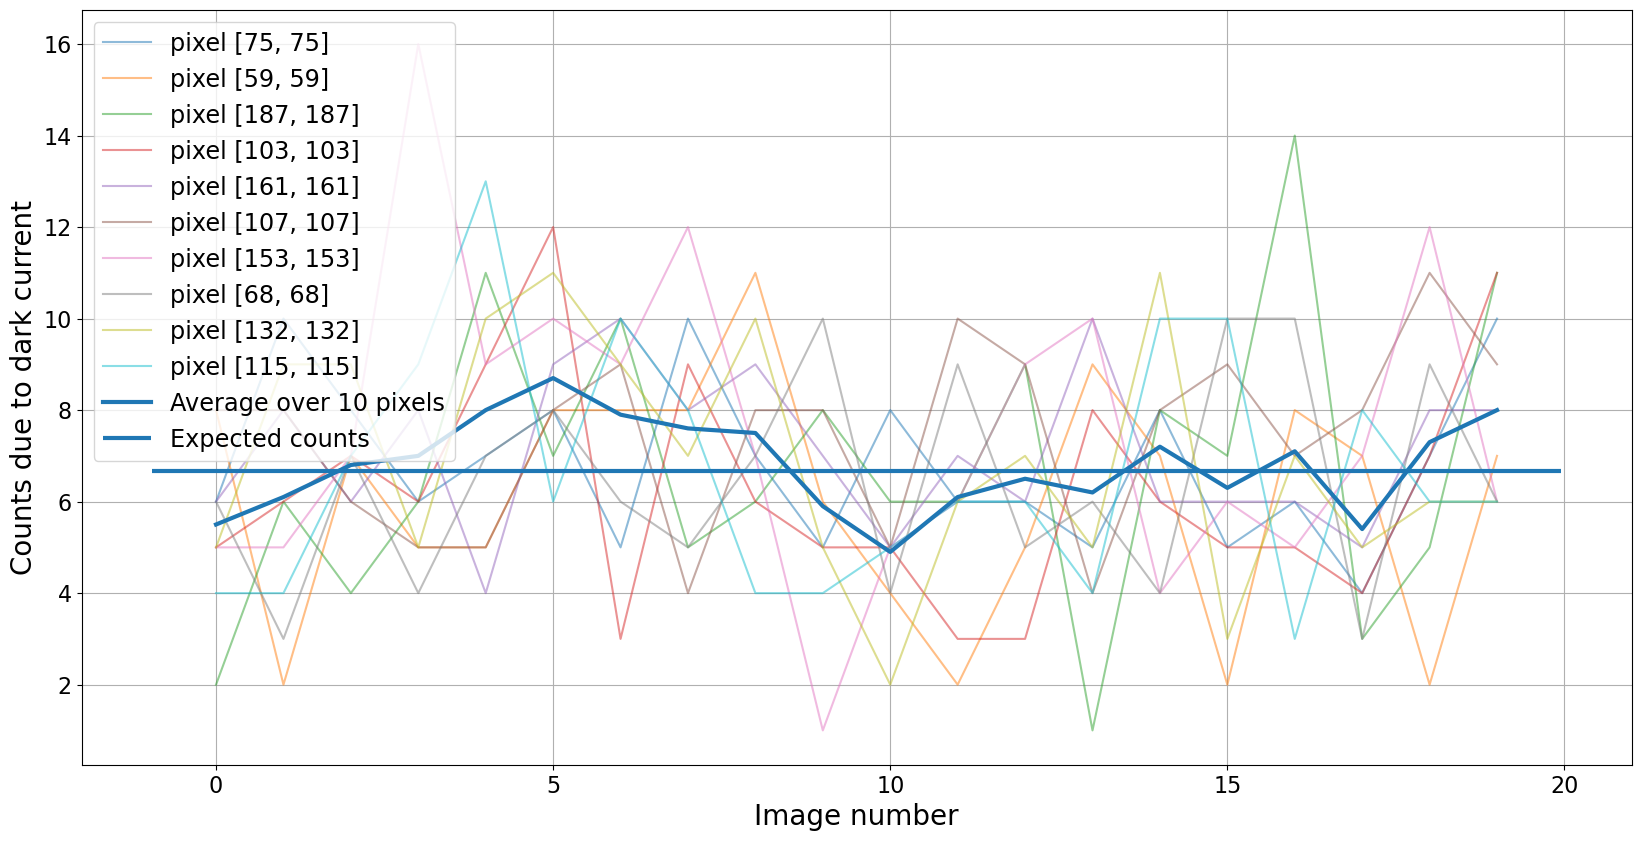 16
14
12
10
8
6
4
2
Counts due to dark current
pixel [75, 75]
pixel [59, 59]
pixel [187, 187]
pixel [103, 103]
pixel [161, 161]
pixel [107, 107]
pixel [153, 153]
pixel [68, 68]
pixel [132, 132]
pixel [115, 115]
Average over 10 pixels
Expected counts
0 5 10 15 20
Image number